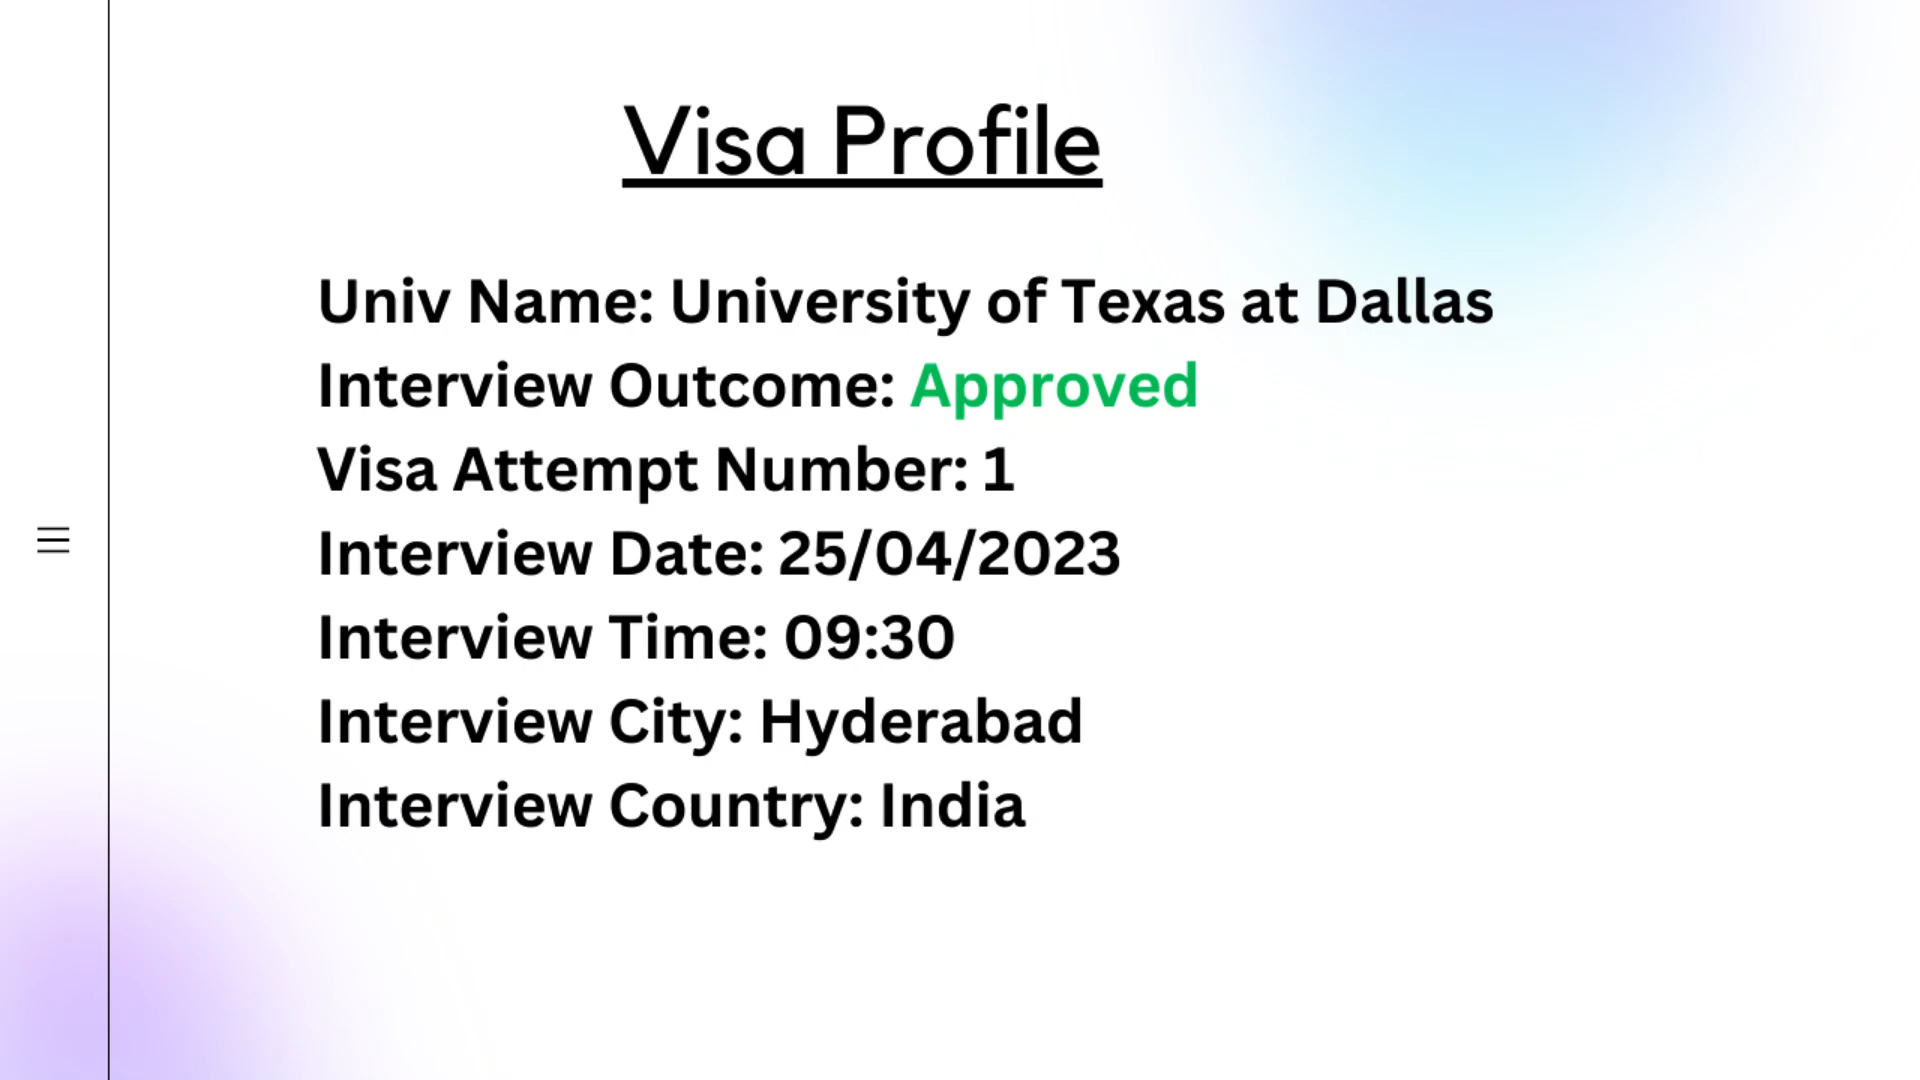 Visa Profile
Univ Name: University of Texas at Dallas
Interview Outcome: Approved
Visa Attempt Number: 1
Interview Date: 25/04/2023
Interview Time: 09:30
Interview City: Hyderabad
Interview Country: India